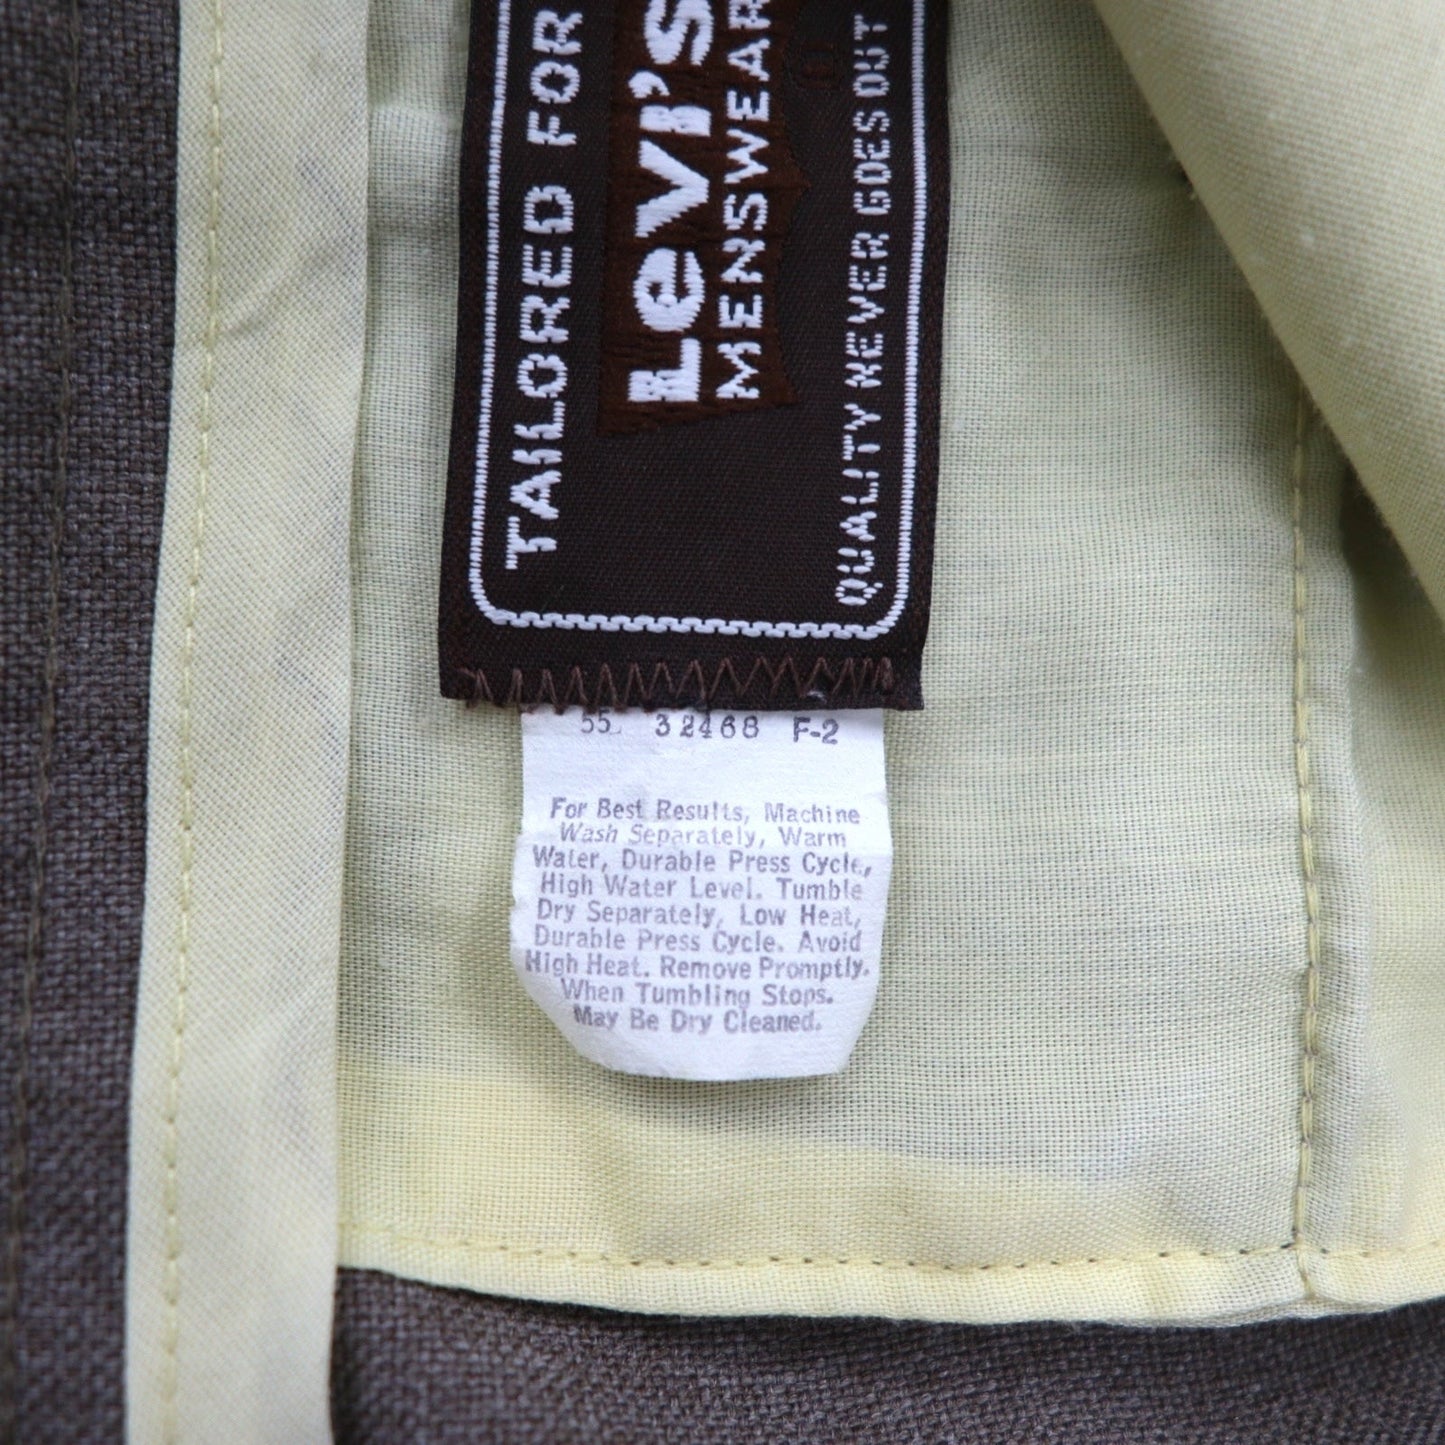 TAILORED FOR
Levi's
MENSWEAR
QUALITY NEVER GOES OUT
55 32468 F-2
For Best Results, Machine
Wash Separately, Warm
Water, Durable Press Cycle,
High Water Level. Tumble
Dry Separately, Low Heat,
Durable Press Cycle. Avoid
High Heat. Remove Promptly.
When Tumbling Stops.
May Be Dry Cleaned.